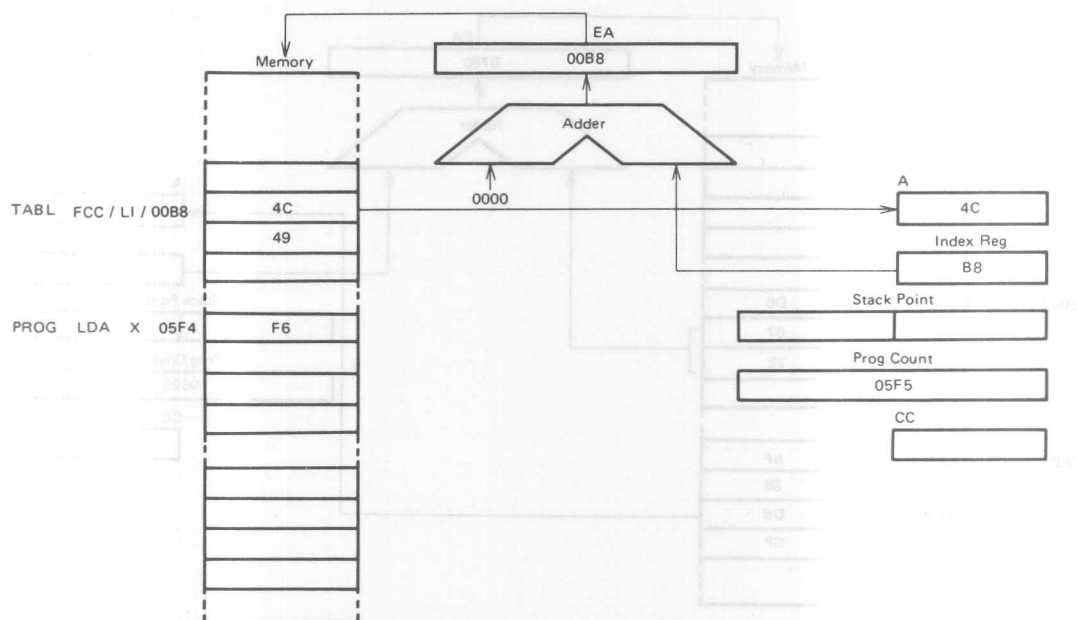 EA
00B8
Memory
Adder
0000
A
TABL FCC / LI / 00B8 4C 4C
49
Index Reg
B8
Stack Point
PROG LDA X 05F4 F6
Prog Count
05F5
CC